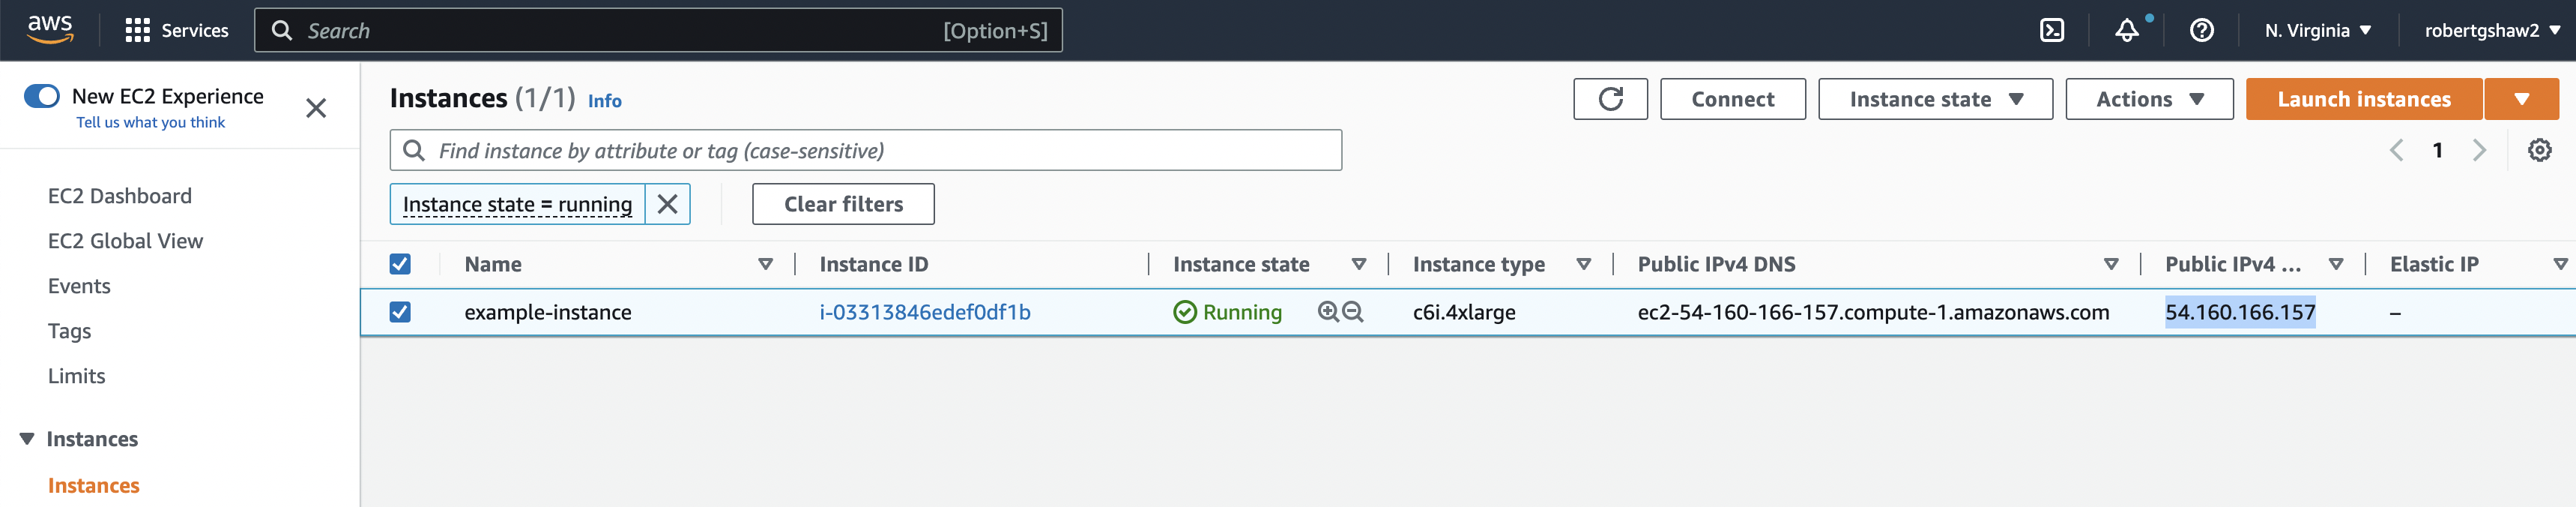 aws Services Search [Option+S] N. Virginia robertgshaw2
New EC2 Experience
Tell us what you think
EC2 Dashboard
EC2 Global View
Events
Tags
Limits
Instances
Instances
Instances (1/1) Info Connect Instance state Actions Launch instances
Find instance by attribute or tag (case-sensitive) 1
Instance state = running Clear filters
Name Instance ID Instance state Instance type Public IPv4 DNS Public IPv4 ... Elastic IP
example-instance i-03313846edef0df1b Running c6i.4xlarge ec2-54-160-166-157.compute-1.amazonaws.com 54.160.166.157 –